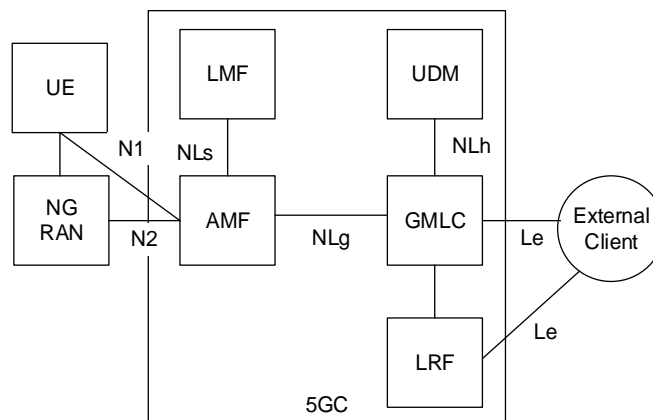 UE
LMF
UDM
N1
NLs
NLh
NG
RAN
N2
AMF
NLg
GMLC
Le
External
Client
LRF
Le
5GC